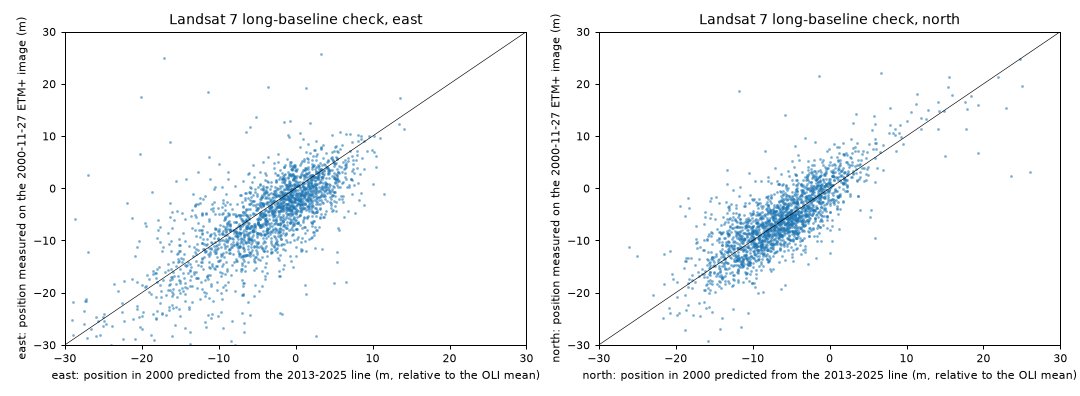 Landsat 7 long-baseline check, east
east: position measured on the 2000-11-27 ETM+ image (m)
30
20
10
0
−10
−20
−30
−30 −20 −10 0 10 20 30
east: position in 2000 predicted from the 2013-2025 line (m, relative to the OLI mean)
Landsat 7 long-baseline check, north
north: position measured on the 2000-11-27 ETM+ image (m)
30
20
10
0
−10
−20
−30
−30 −20 −10 0 10 20 30
north: position in 2000 predicted from the 2013-2025 line (m, relative to the OLI mean)